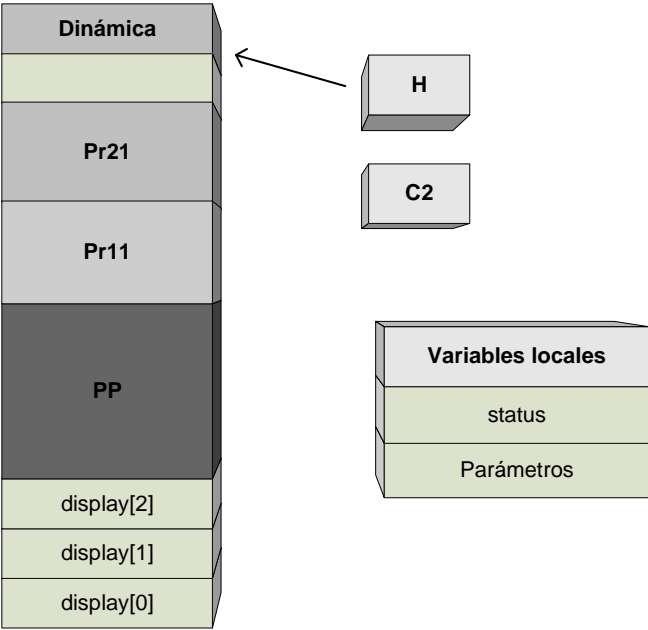 Dinámica
Pr21
Pr11
PP
display[2]
display[1]
display[0]
H
C2
Variables locales
status
Parámetros